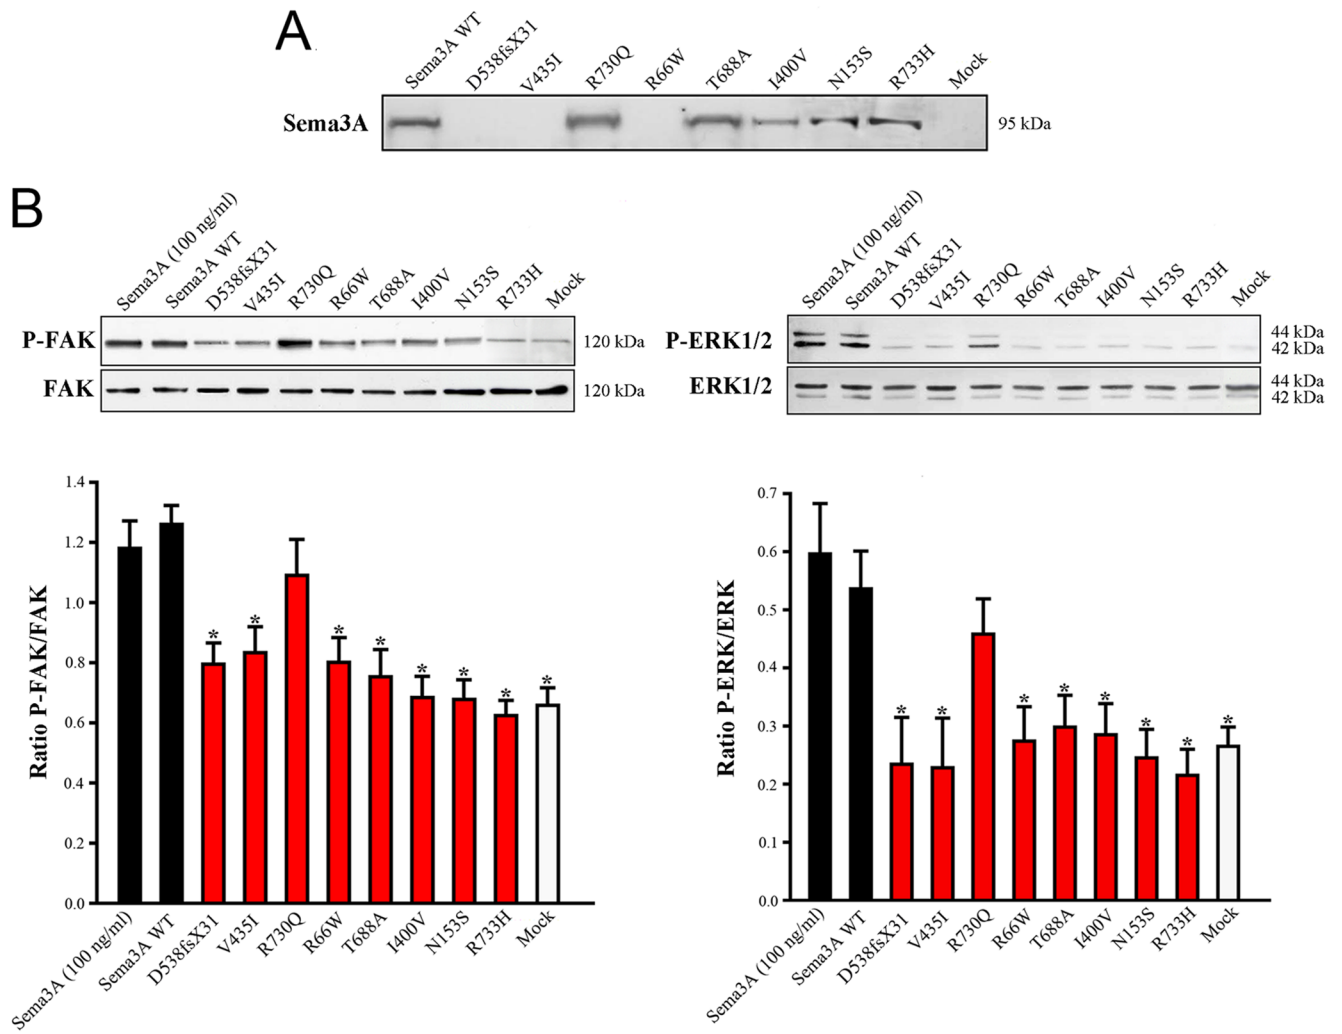 A
Sema3A WT
D538fsX31
V435I
R730Q
R66W
T688A
I400V
N153S
R733H
Mock
Sema3A
95 kDa
B
Sema3A (100 ng/ml)
Sema3A WT
D538fsX31
V435I
R730Q
R66W
T688A
I400V
N153S
R733H
Mock
P-FAK
120 kDa
FAK
120 kDa
Sema3A (100 ng/ml)
Sema3A WT
D538fsX31
V435I
R730Q
R66W
T688A
I400V
N153S
R733H
Mock
P-ERK1/2
44 kDa
42 kDa
ERK1/2
44 kDa
42 kDa
Ratio P-FAK/FAK
1.4
1.2
1.0
0.8
0.6
0.4
0.2
0.0
* * * * * * * * *
Sema3A (100 ng/ml)
Sema3A WT
D538fsX31
V435I
R730Q
R66W
T688A
I400V
N153S
R733H
Mock
Ratio P-ERK/ERK
0.7
0.6
0.5
0.4
0.3
0.2
0.1
0.0
* * * * * * * *
Sema3A (100 ng/ml)
Sema3A WT
D538fsX31
V435I
R730Q
R66W
T688A
I400V
N153S
R733H
Mock